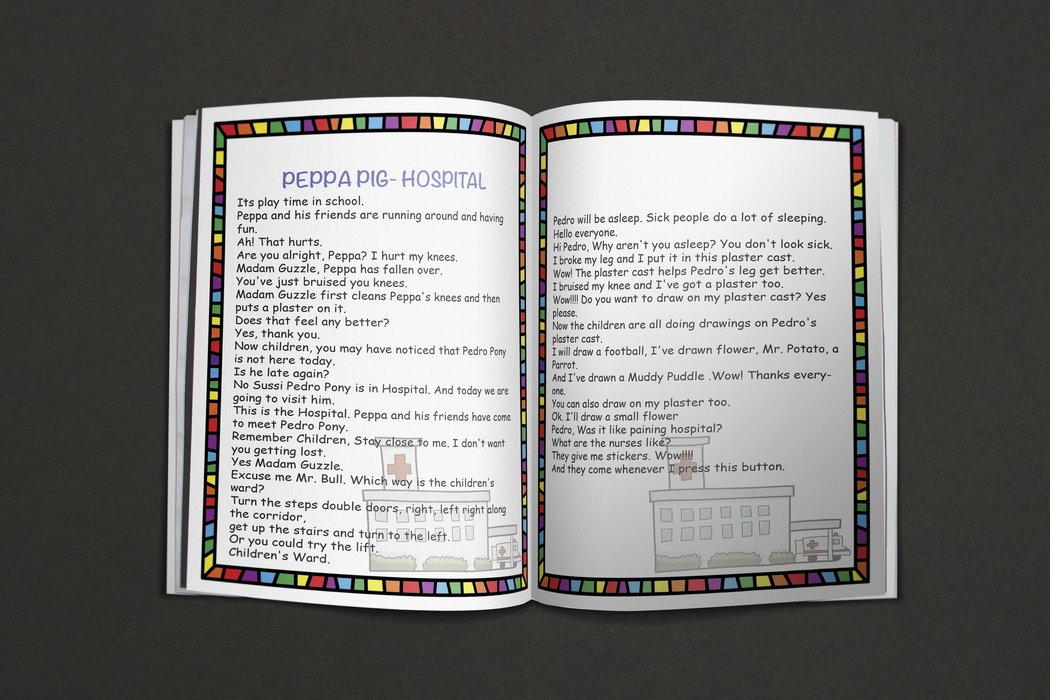 PEPPA PIG- HOSPITAL
Its play time in school.
Peppa and his friends are running around and having
fun.
Ah! That hurts.
Are you alright, Peppa? I hurt my knees.
Madam Guzzle, Peppa has fallen over.
You've just bruised you knees.
Madam Guzzle first cleans Peppa's knees and then
puts a plaster on it.
Does that feel any better?
Yes, thank you.
Now children, you may have noticed that Pedro Pony
is not here today.
Is he late again?
No Sussi Pedro Pony is in Hospital. And today we are
going to visit him.
This is the Hospital. Peppa and his friends have come
to meet Pedro Pony.
Remember Children, Stay close to me. I don't want
you getting lost.
Yes Madam Guzzle.
Excuse me Mr. Bull. Which way is the children's
ward?
Turn the steps double doors, right, left right along
the corridor,
get up the stairs and turn to the left.
Or you could try the lift.
Children's Ward.
Pedro will be asleep. Sick people do a lot of sleeping.
Hello everyone.
Hi Pedro, Why aren't you asleep? You don't look sick.
I broke my leg and I put it in this plaster cast.
Wow! The plaster cast helps Pedro's leg get better.
I bruised my knee and I've got a plaster too.
Wow!!!! Do you want to draw on my plaster cast? Yes
please.
Now the children are all doing drawings on Pedro's
plaster cast.
I will draw a football, I've drawn flower, Mr. Potato, a
Parrot.
And I've drawn a Muddy Puddle .Wow! Thanks every-
one.
You can also draw on my plaster too.
Ok. I'll draw a small flower
Pedro, Was it like paining hospital?
What are the nurses like?
They give me stickers. Wow!!!!
And they come whenever I press this button.